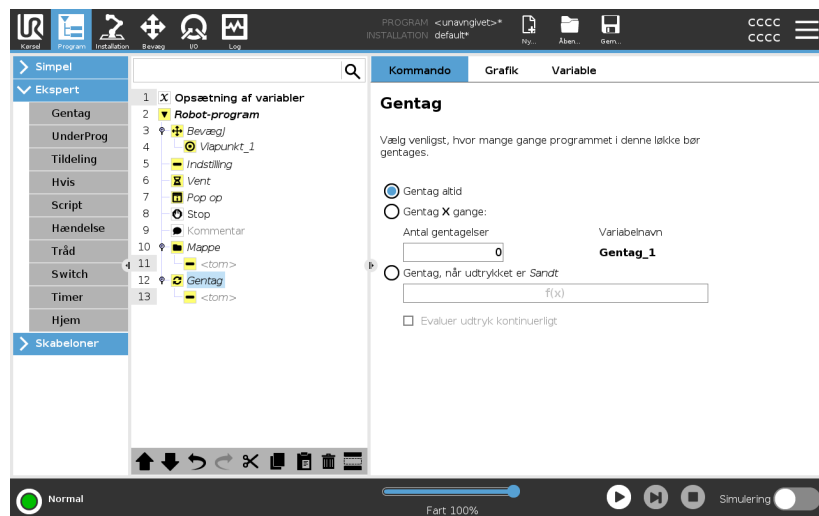 PROGRAM <unavngivet>*
INSTALLATION default*
CCCC
CCCC
Kørsel Program Installation Bevæg I/O Log Ny... Åben... Gem...
Simpel
Ekspert
Gentag
UnderProg
Tildeling
Hvis
Script
Hændelse
Tråd
Switch
Timer
Hjem
Skabeloner
1 X Opsætning af variabler
2 Robot-program
3 BevægJ
4 Viapunkt_1
5 Indstilling
6 Vent
7 Pop op
8 Stop
9 Kommentar
10 Mappe
11 <tom>
12 Gentag
13 <tom>
Kommando Grafik Variable
Gentag
Vælg venligst, hvor mange gange programmet i denne løkke bør
gentages.
Gentag altid
Gentag X gange:
Antal gentagelser Variabelnavn
0 Gentag_1
Gentag, når udtrykket er Sandt
f(x)
Evaluer udtryk kontinuerligt
Normal
Fart 100%
Simulering